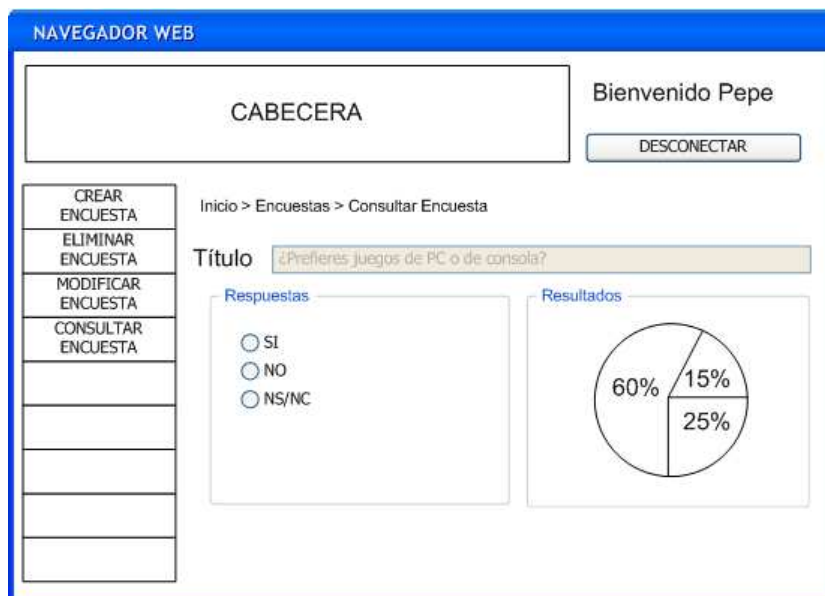 NAVEGADOR WEB
CABECERA
Bienvenido Pepe
DESCONECTAR
CREAR
ENCUESTA
ELIMINAR
ENCUESTA
MODIFICAR
ENCUESTA
CONSULTAR
ENCUESTA
Inicio > Encuestas > Consultar Encuesta
Título
¿Prefieres juegos de PC o de consola?
Respuestas
SI
NO
NS/NC
Resultados
60%
15%
25%